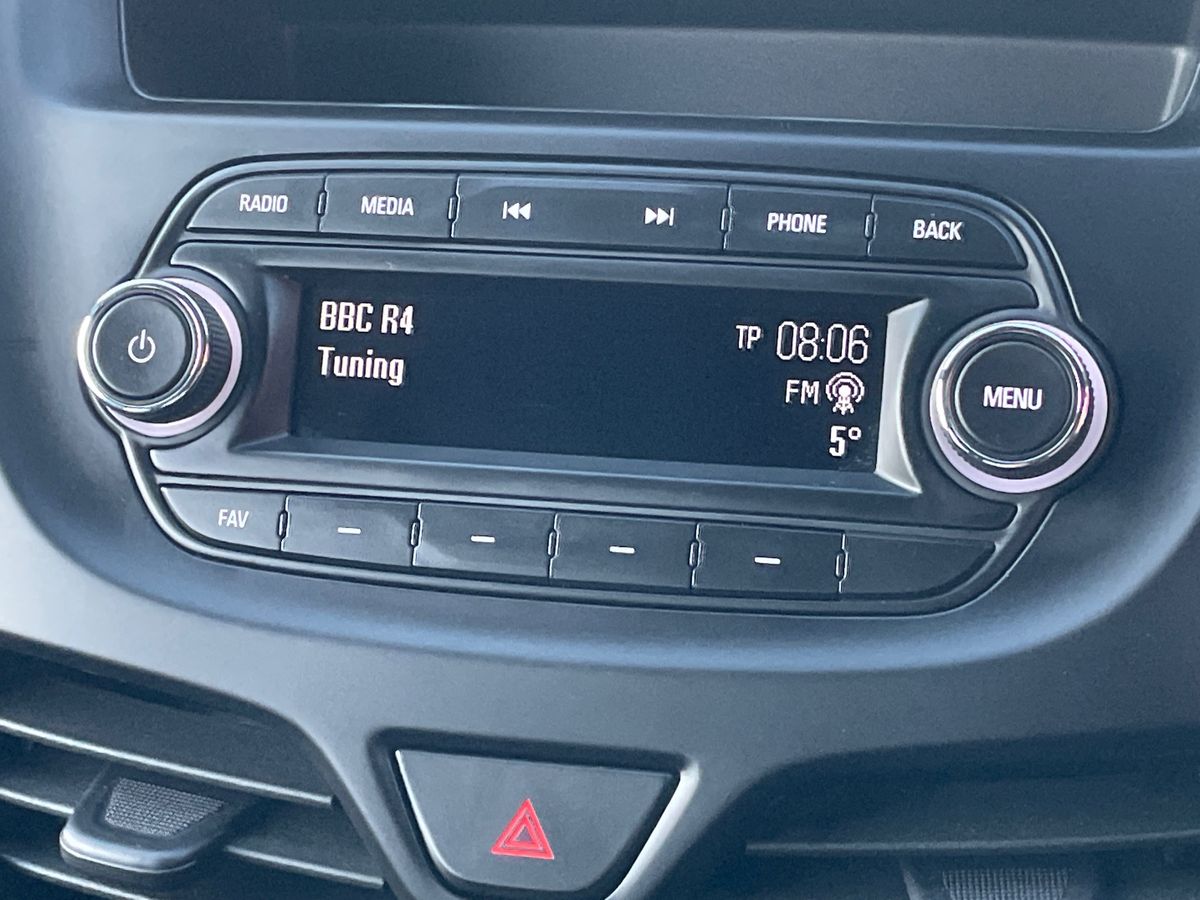 RADIO MEDIA PHONE BACK
BBC R4
Tuning
TP 08:06
FM
5°
MENU
FAV